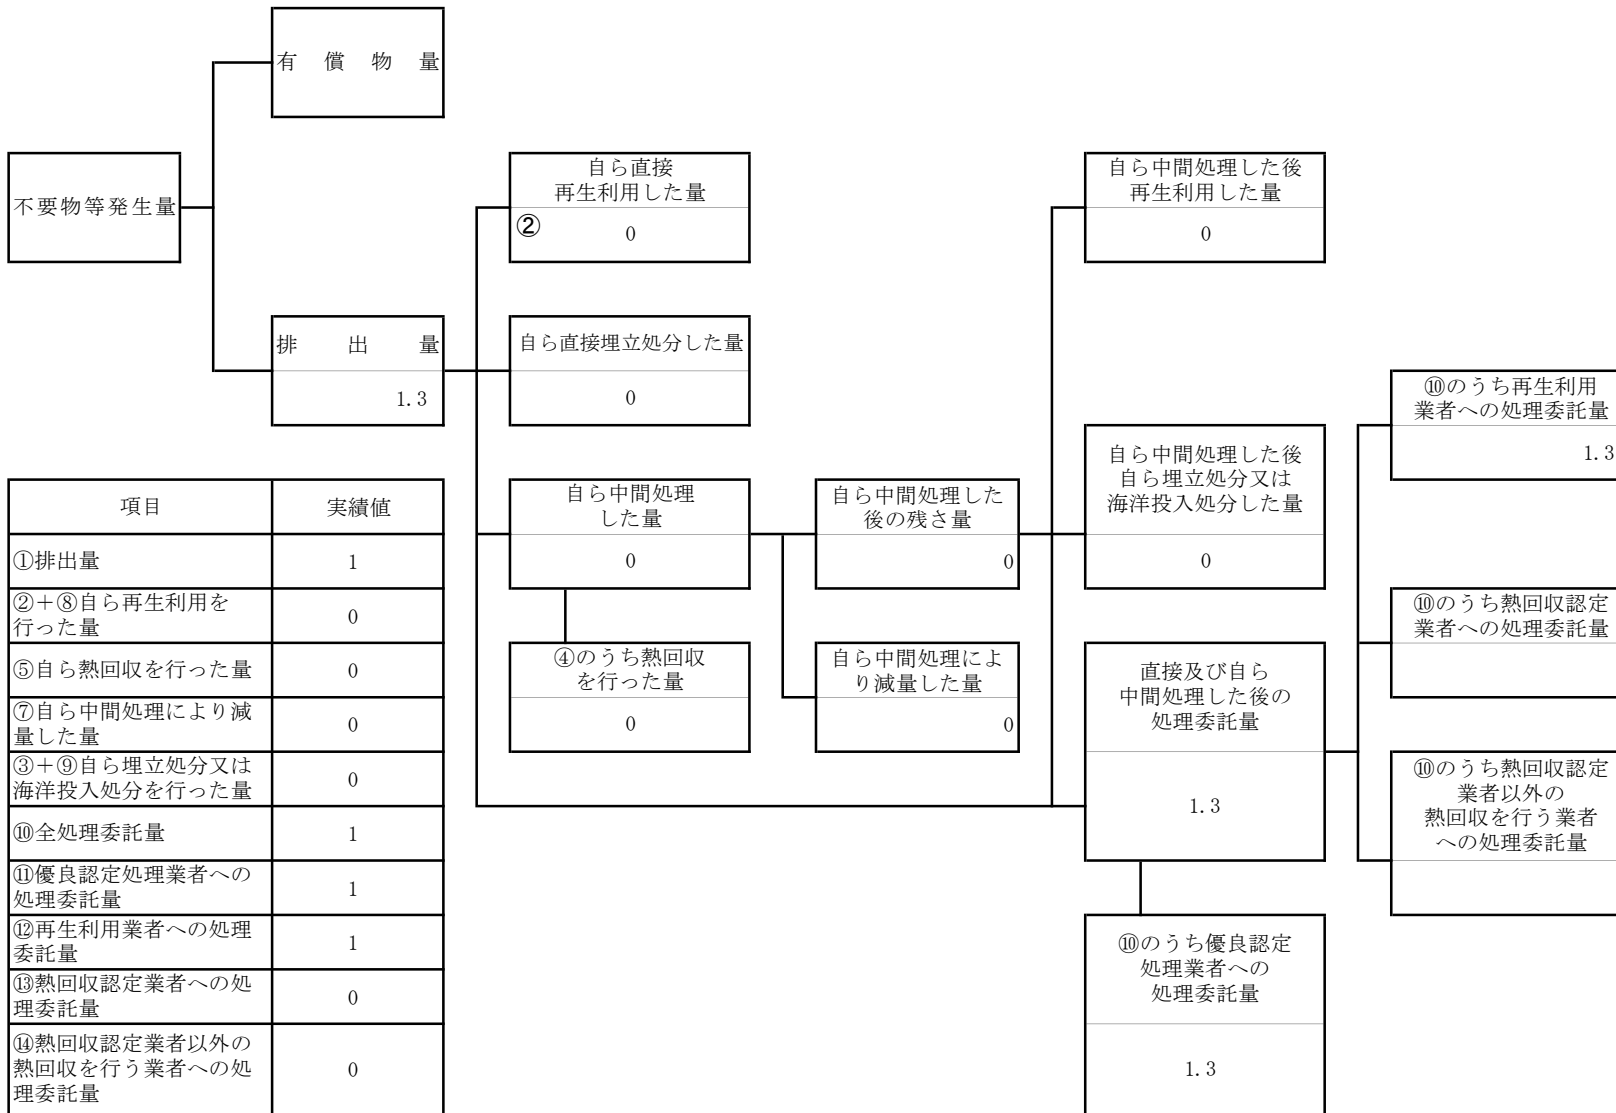 有償物量
不要物等発生量
自ら直接
再生利用した量
②
0
自ら中間処理した後
再生利用した量
0
排出量
1.3
自ら直接埋立処分した量
0
⑩のうち再生利用
業者への処理委託量
1.3
自ら中間処理した後
自ら埋立処分又は
海洋投入処分した量
0
自ら中間処理
した量
0
自ら中間処理した
後の残さ量
0
④のうち熱回収
を行った量
0
自ら中間処理によ
り減量した量
0
⑩のうち熱回収認定
業者への処理委託量
直接及び自ら
中間処理した後の
処理委託量
1.3
⑩のうち熱回収認定
業者以外の
熱回収を行う業者
への処理委託量
⑩のうち優良認定
処理業者への
処理委託量
1.3
項目 実績値
①排出量 1
②+⑧自ら再生利用を
行った量 0
⑤自ら熱回収を行った量 0
⑦自ら中間処理により減
量した量 0
③+⑨自ら埋立処分又は
海洋投入処分を行った量 0
⑩全処理委託量 1
⑪優良認定処理業者への
処理委託量 1
⑫再生利用業者への処理
委託量 1
⑬熱回収認定業者への処
理委託量 0
⑭熱回収認定業者以外の
熱回収を行う業者への処
理委託量 0